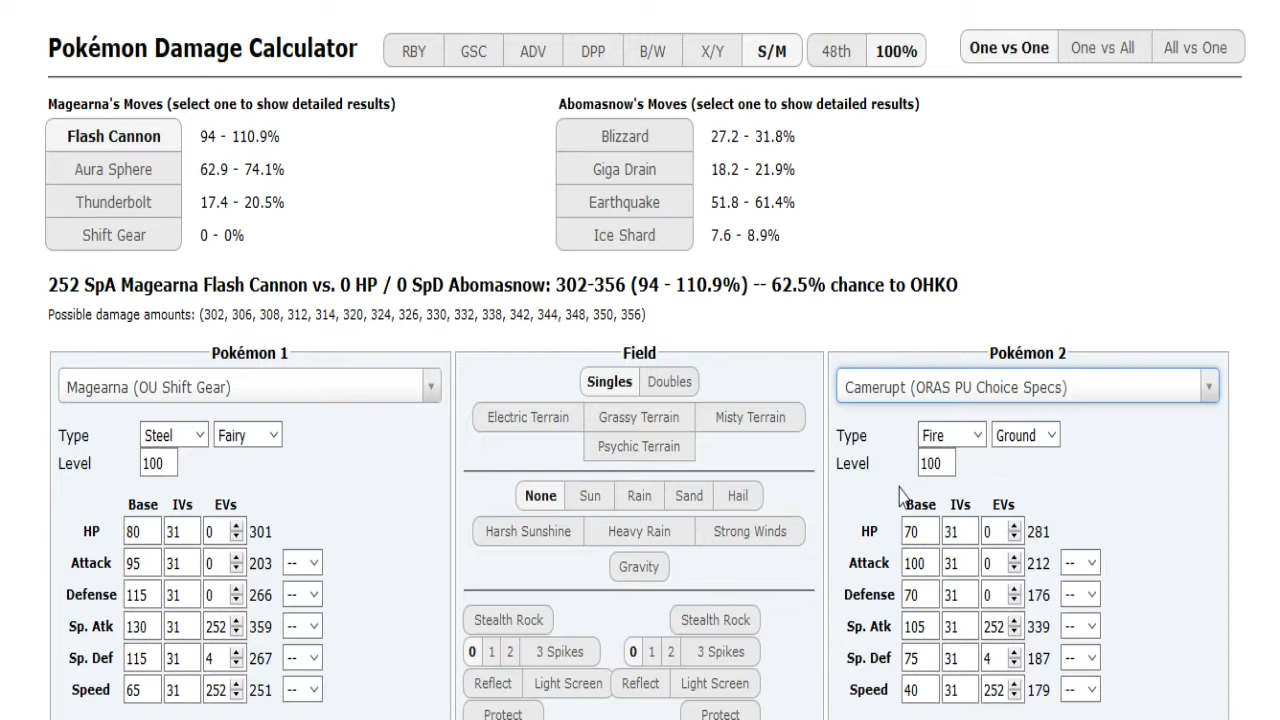 Pokémon Damage Calculator RBY GSC ADV DPP B/W X/Y S/M 48th 100% One vs One One vs All All vs One
Magearna's Moves (select one to show detailed results) Abomasnow's Moves (select one to show detailed results)
Flash Cannon 94 - 110.9% Blizzard 27.2 - 31.8%
Aura Sphere 62.9 - 74.1% Giga Drain 18.2 - 21.9%
Thunderbolt 17.4 - 20.5% Earthquake 51.8 - 61.4%
Shift Gear 0 - 0% Ice Shard 7.6 - 8.9%
252 SpA Magearna Flash Cannon vs. 0 HP / 0 SpD Abomasnow: 302-356 (94 - 110.9%) -- 62.5% chance to OHKO
Possible damage amounts: (302, 306, 308, 312, 314, 320, 324, 326, 330, 332, 338, 342, 344, 348, 350, 356)
Pokémon 1 Field Pokémon 2
Magearna (OU Shift Gear) Singles Doubles Camerupt (ORAS PU Choice Specs)
Electric Terrain Grassy Terrain Misty Terrain
Type Steel Fairy Psychic Terrain Type Fire Ground
Level 100 Level 100
None Sun Rain Sand Hail
Base IVs EVs Base IVs EVs
HP 80 31 0 301 Harsh Sunshine Heavy Rain Strong Winds HP 70 31 0 281
Attack 95 31 0 203 -- Gravity Attack 100 31 0 212 --
Defense 115 31 0 266 -- Defense 70 31 0 176 --
Sp. Atk 130 31 252 359 -- Stealth Rock Stealth Rock Sp. Atk 105 31 252 339 --
Sp. Def 115 31 4 267 -- 0 1 2 3 Spikes 0 1 2 3 Spikes Sp. Def 75 31 4 187 --
Speed 65 31 252 251 -- Reflect Light Screen Reflect Light Screen Speed 40 31 252 179 --
Protect Protect